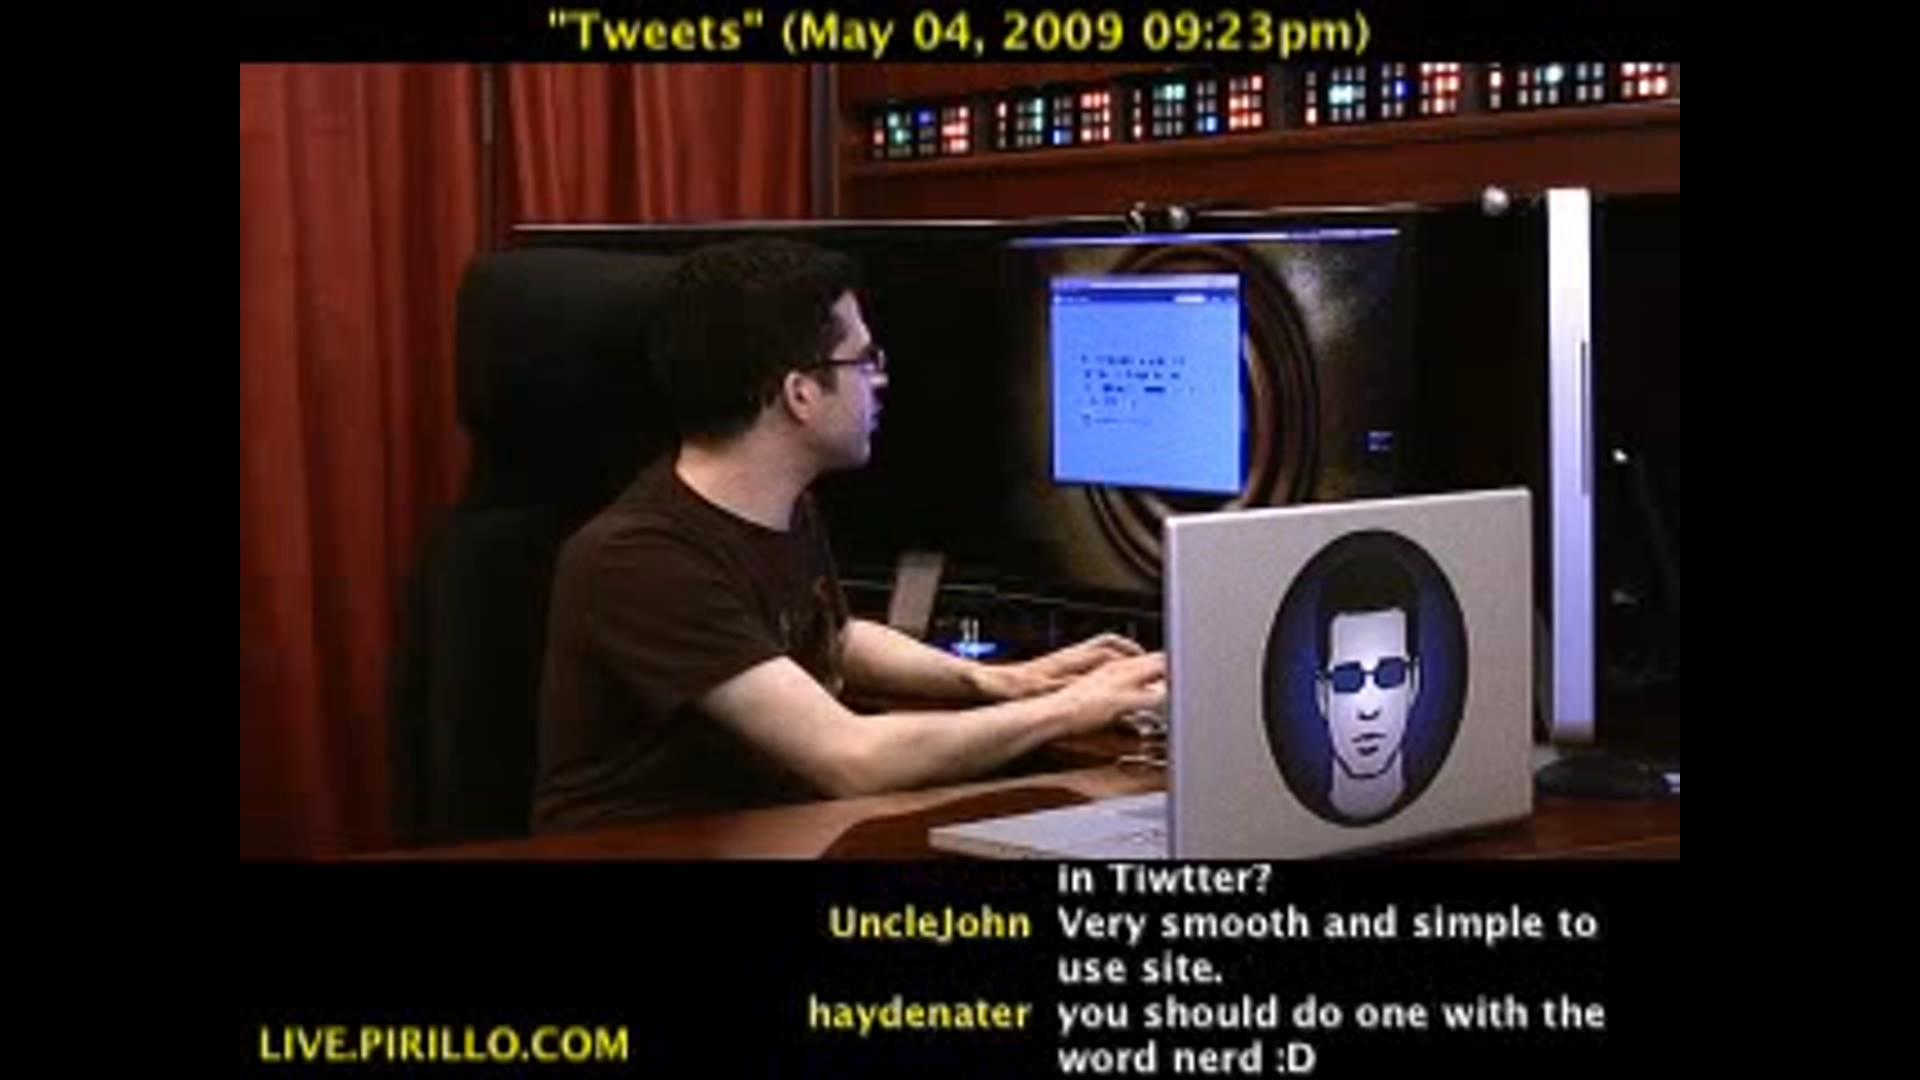 "Tweets" (May 04, 2009 09:23pm)
in Tiwtter?
UncleJohn Very smooth and simple to
use site.
haydenater you should do one with the
word nerd :D
LIVE.PIRILLO.COM